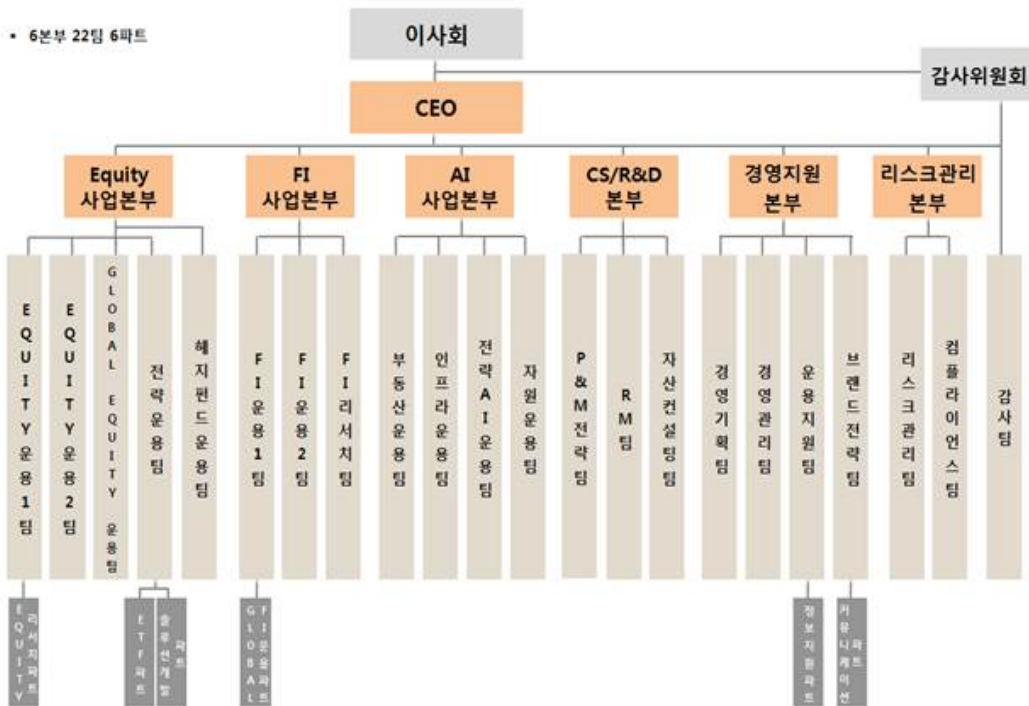 • 6본부 22팀 6파트
이사회
감사위원회
CEO
Equity
사업본부
FI
사업본부
AI
사업본부
CS/R&D
본부
경영지원
본부
리스크관리
본부
EQUITY운용1팀
EQUITY운용2팀
GLOBAL EQUITY 운용팀
전략운용팀
헤지펀드운용팀
FI운용1팀
FI운용2팀
FI리서치팀
부동산운용팀
인프라운용팀
전략AI운용팀
자원운용팀
P&M전략팀
RM팀
자산컨설팅팀
경영기획팀
경영관리팀
운용지원팀
브랜드전략팀
리스크관리팀
컴플라이언스팀
감사팀
EQUITY
리서치파트
ETF파트
솔루션개발
파트
GLOBAL
FI운용파트
정보지원파트
커뮤니케이션
파트